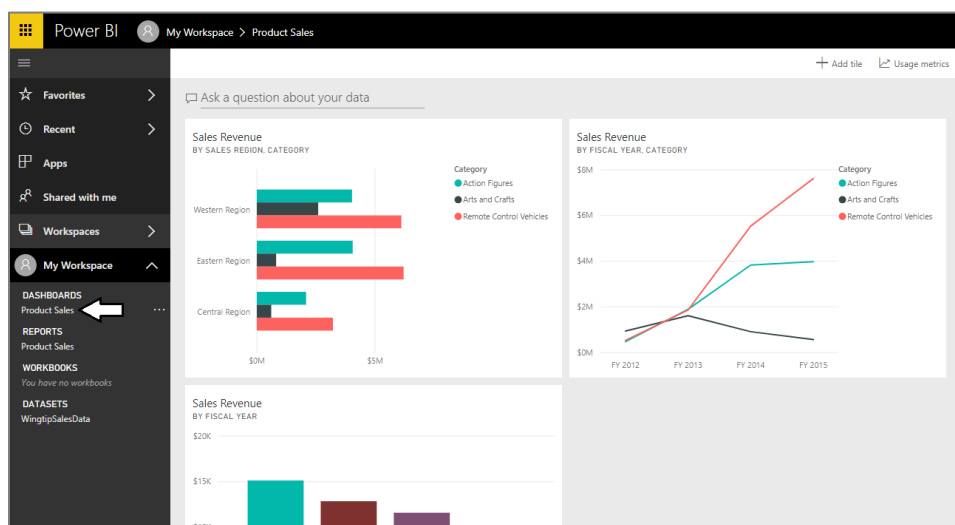 Power BI
My Workspace > Product Sales
Add tile
Usage metrics
Favorites
Recent
Apps
Shared with me
Workspaces
My Workspace
DASHBOARDS
Product Sales
REPORTS
Product Sales
WORKBOOKS
You have no workbooks
DATASETS
WingtipSalesData
Ask a question about your data
Sales Revenue
BY SALES REGION, CATEGORY
Category
Action Figures
Arts and Crafts
Remote Control Vehicles
Western Region
Eastern Region
Central Region
$0M $5M
Sales Revenue
BY FISCAL YEAR, CATEGORY
$8M
$6M
$4M
$2M
$0M
FY 2012 FY 2013 FY 2014 FY 2015
Category
Action Figures
Arts and Crafts
Remote Control Vehicles
Sales Revenue
BY FISCAL YEAR
$20K
$15K